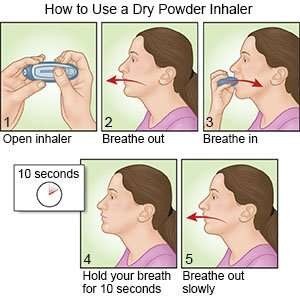 How to Use a Dry Powder Inhaler
1
Open inhaler
2
Breathe out
3
Breathe in
10 seconds
4
Hold your breath
for 10 seconds
5
Breathe out
slowly